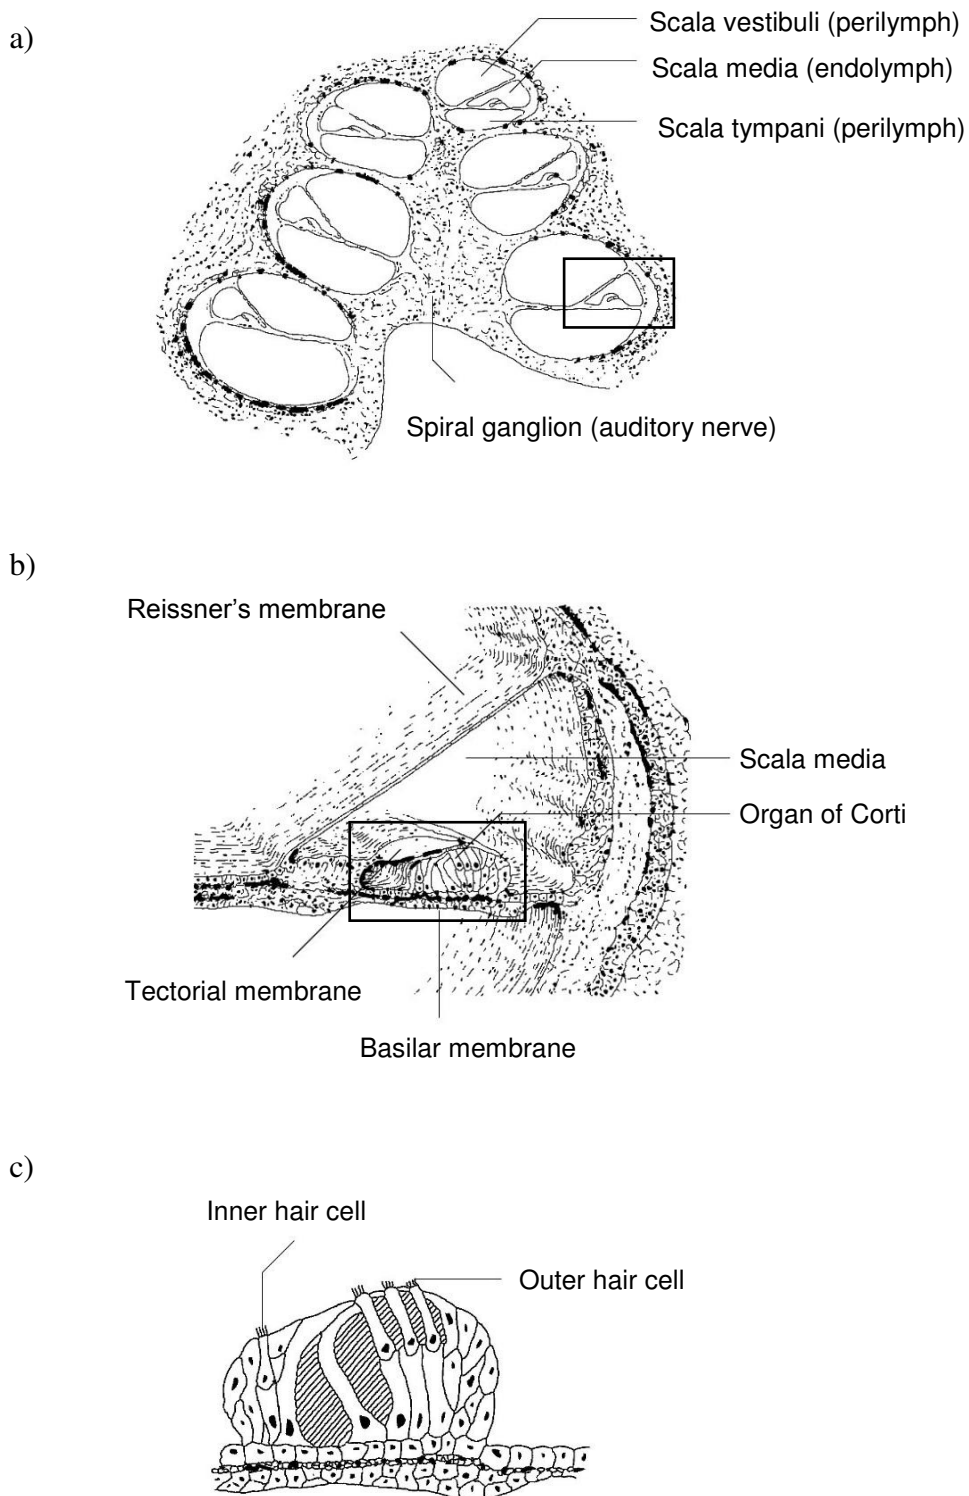 a)
Scala vestibuli (perilymph)
Scala media (endolymph)
Scala tympani (perilymph)
Spiral ganglion (auditory nerve)
b)
Reissner’s membrane
Scala media
Organ of Corti
Tectorial membrane
Basilar membrane
c)
Inner hair cell
Outer hair cell